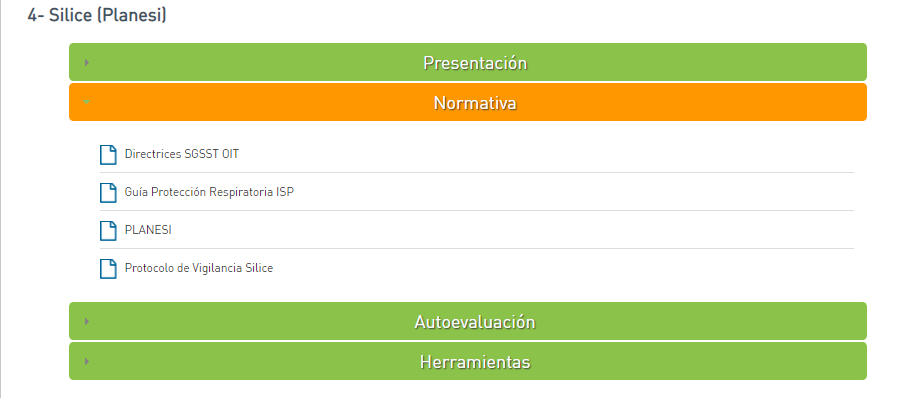 4- Silice (Planesi)
Presentación
Normativa
Directrices SGSST OIT
Guía Protección Respiratoria ISP
PLANESI
Protocolo de Vigilancia Silice
Autoevaluación
Herramientas